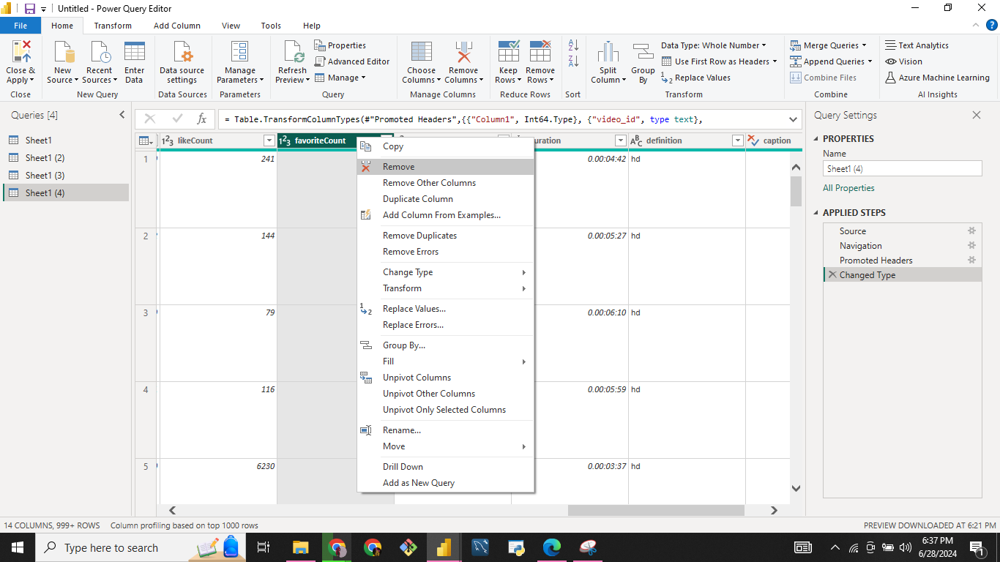 Untitled - Power Query Editor
File Home Transform Add Column View Tools Help
Close & Apply
Close
New Source
Recent Sources
Enter Data
New Query
Data source settings
Data Sources
Manage Parameters
Parameters
Refresh Preview
Properties
Advanced Editor
Manage
Query
Choose Columns
Remove Columns
Manage Columns
Keep Rows
Remove Rows
Reduce Rows
Sort
Split Column
Group By
Data Type: Whole Number
Use First Row as Headers
Replace Values
Transform
Merge Queries
Append Queries
Combine Files
Combine
Text Analytics
Vision
Azure Machine Learning
AI Insights
Queries [4]
Sheet1
Sheet1 (2)
Sheet1 (3)
Sheet1 (4)
= Table.TransformColumnTypes(#"Promoted Headers",{{"Column1", Int64.Type}, {"video_id", type text},
likeCount favoriteCount uration definition caption
1 241 0.00:04:42 hd
2 144 0.00:05:27 hd
3 79 0.00:06:10 hd
4 116 0.00:05:59 hd
5 6230 0.00:03:37 hd
Copy
Remove
Remove Other Columns
Duplicate Column
Add Column From Examples...
Remove Duplicates
Remove Errors
Change Type
Transform
Replace Values...
Replace Errors...
Group By...
Fill
Unpivot Columns
Unpivot Other Columns
Unpivot Only Selected Columns
Rename...
Move
Drill Down
Add as New Query
Query Settings
PROPERTIES
Name
Sheet1 (4)
All Properties
APPLIED STEPS
Source
Navigation
Promoted Headers
Changed Type
14 COLUMNS, 999+ ROWS Column profiling based on top 1000 rows
PREVIEW DOWNLOADED AT 6:21 PM
Type here to search
6:37 PM
6/28/2024
1